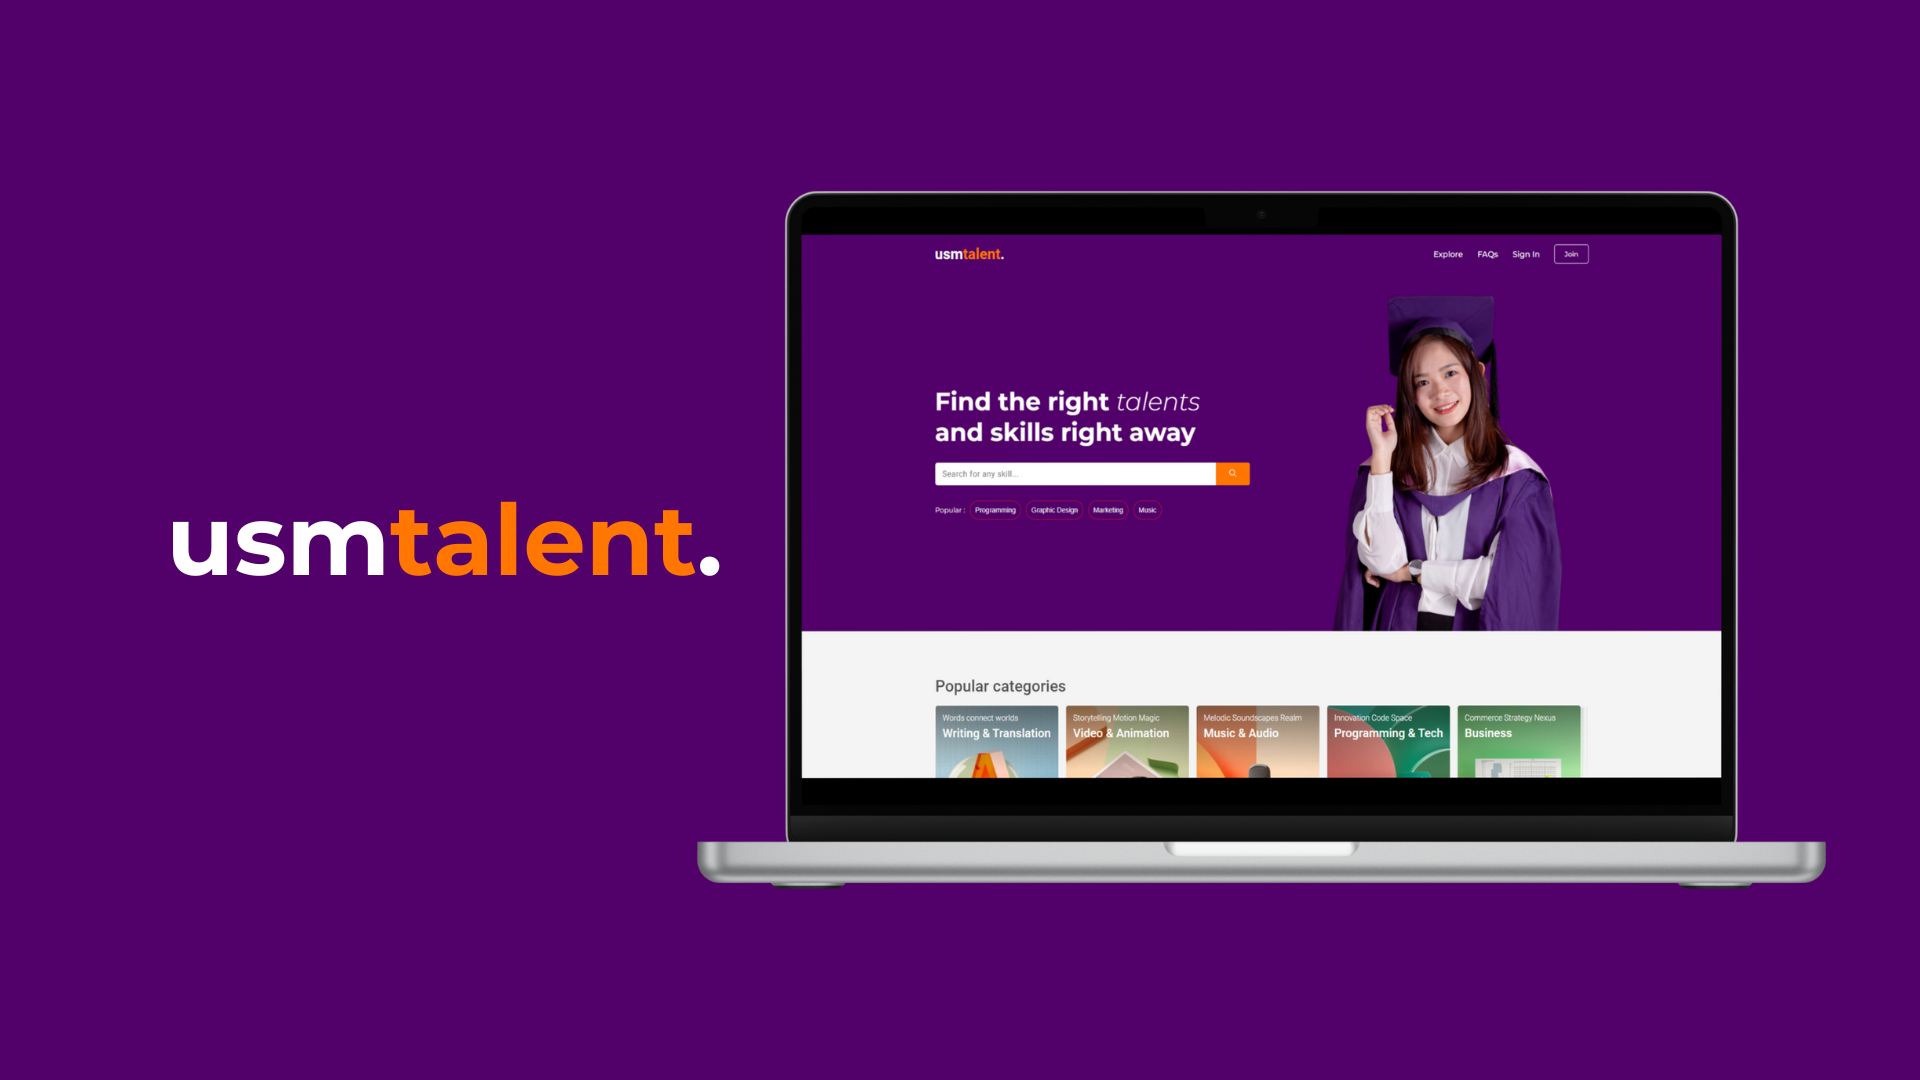 usmtalent.
usmtalent.
Explore FAQs Sign In Join
Find the right talents
and skills right away
Search for any skill...
Popular : Programming Graphic Design Marketing Music
Popular categories
Words connect worlds
Writing & Translation
Storytelling Motion Magic
Video & Animation
Melodic Soundscapes Realm
Music & Audio
Innovation Code Space
Programming & Tech
Commerce Strategy Nexus
Business